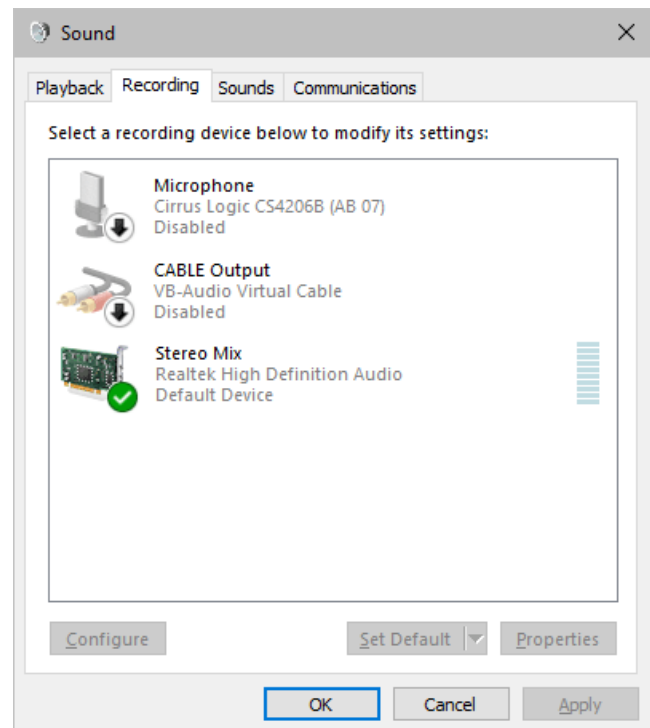 Sound
Playback Recording Sounds Communications
Select a recording device below to modify its settings:
Microphone
Cirrus Logic CS4206B (AB 07)
Disabled
CABLE Output
VB-Audio Virtual Cable
Disabled
Stereo Mix
Realtek High Definition Audio
Default Device
Configure Set Default Properties
OK Cancel Apply